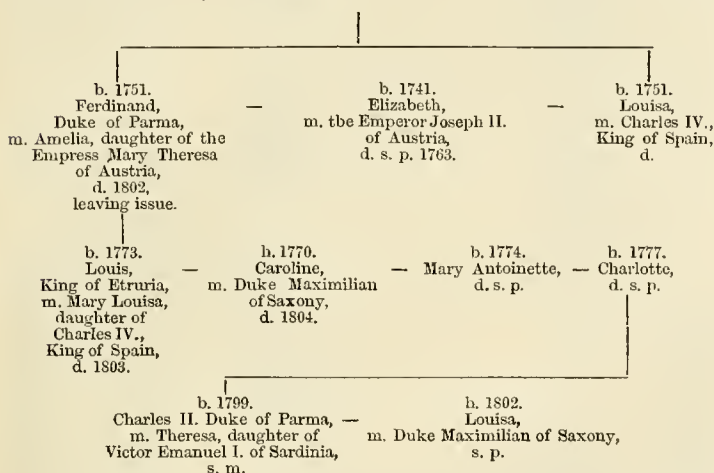 b. 1751.
Ferdinand,
Duke of Parma,
m. Amelia, daughter of the
Empress Mary Theresa
of Austria,
d. 1802,
leaving issue.
—
b. 1741.
Elizabeth,
m. tbe Emperor Joseph II.
of Austria,
d. s. p. 1763.
—
b. 1751.
Louisa,
m. Charles IV.,
King of Spain,
d.
b. 1773.
Louis,
King of Etruria,
m. Mary Louisa,
daughter of
Charles IV.,
King of Spain,
d. 1803.
—
h. 1770.
Caroline,
m. Duke Maximilian
of Saxony,
d. 1804.
—
b. 1774.
Mary Antoinette,
d. s. p.
—
b. 1777.
Charlotte,
d. s. p.
b. 1799.
Charles II. Duke of Parma,
m. Theresa, daughter of
Victor Emanuel I. of Sardinia,
s. m.
—
h. 1802.
Louisa,
m. Duke Maximilian of Saxony,
s. p.